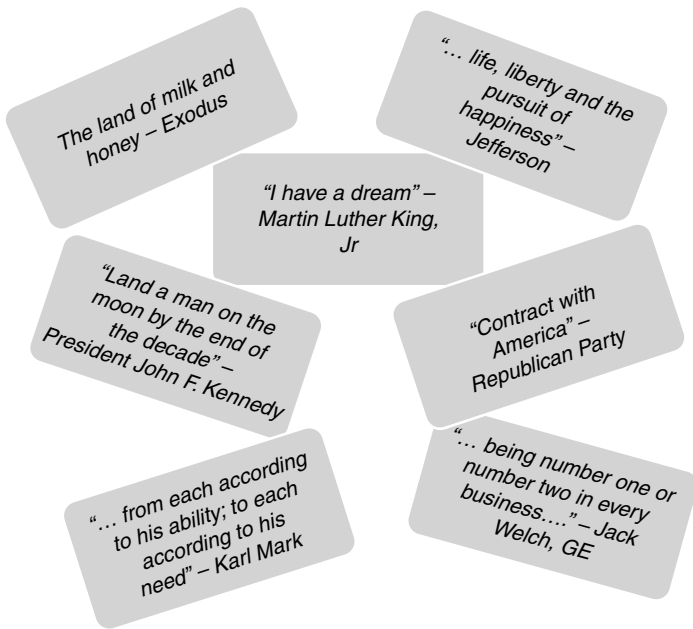 The land of milk and
honey – Exodus
“… life, liberty and the
pursuit of
happiness” –
Jefferson
“I have a dream” –
Martin Luther King,
Jr
“Land a man on the
moon by the end of
the decade” –
President John F. Kennedy
“Contract with
America” –
Republican Party
“… from each according
to his ability; to each
according to his
need” – Karl Mark
“… being number one or
number two in every
business….” – Jack
Welch, GE